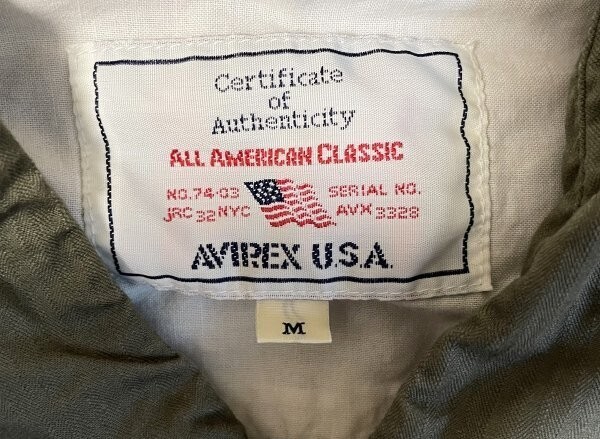 Certificate
of
Authenticity
ALL AMERICAN CLASSIC
NO.74-03 SERIAL NO.
JRC 32 NYC AVX 3328
AVIREX U.S.A.
M